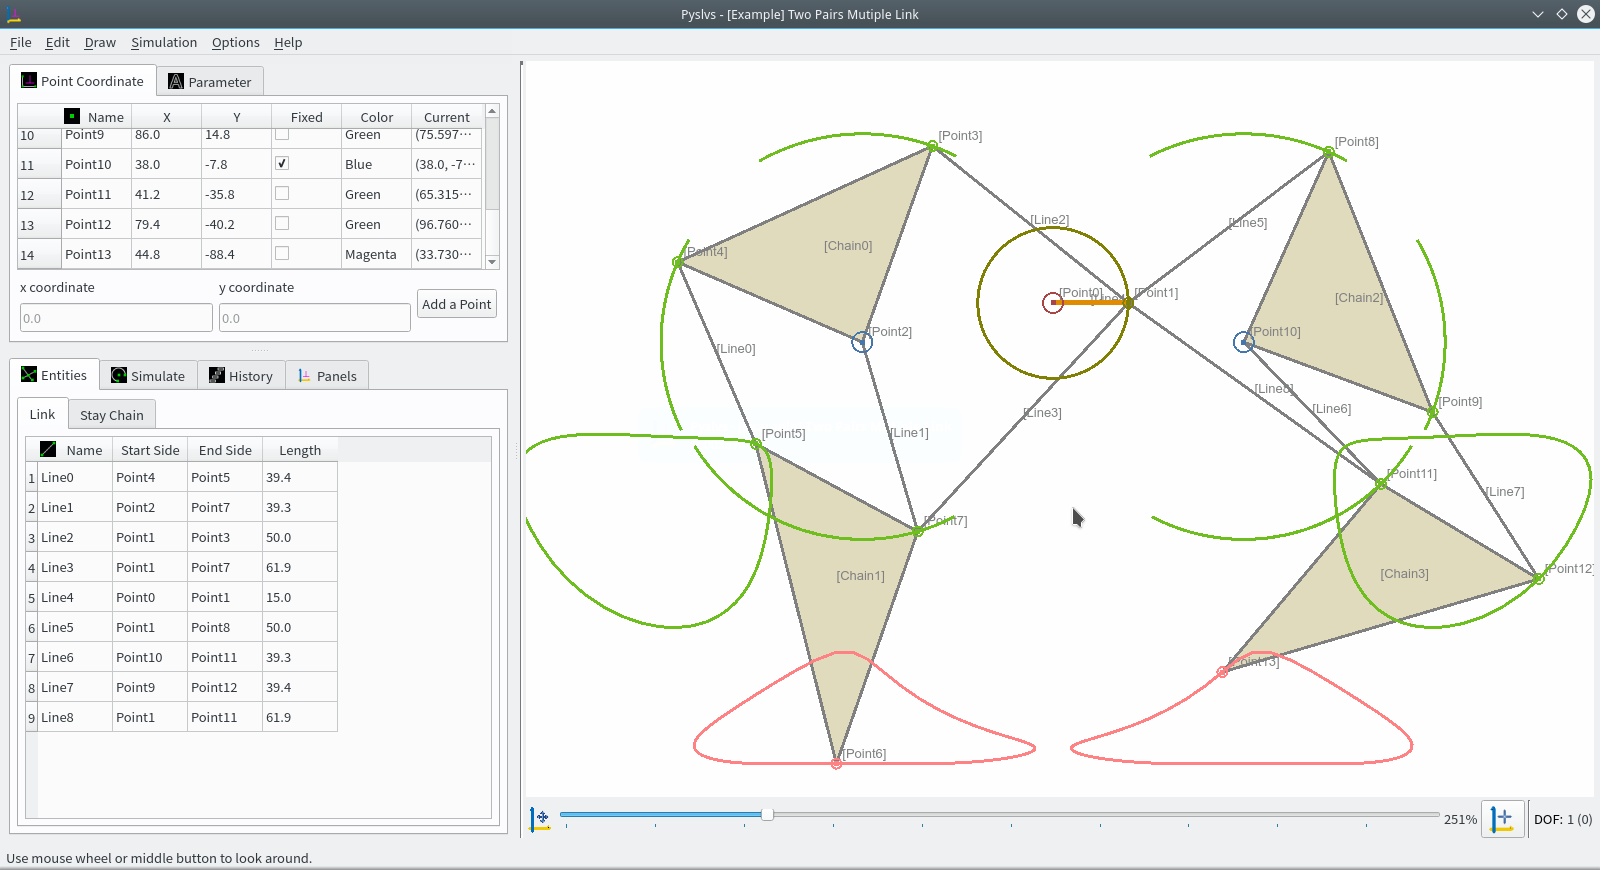 Pyslvs - [Example] Two Pairs Mutiple Link
File Edit Draw Simulation Options Help
Point Coordinate Parameter
Name X Y Fixed Color Current
10 Point9 86.0 14.8 Green (75.597···
11 Point10 38.0 -7.8 Blue (38.0, -7···
12 Point11 41.2 -35.8 Green (65.315···
13 Point12 79.4 -40.2 Green (96.760···
14 Point13 44.8 -88.4 Magenta (33.730···
x coordinate y coordinate
0.0 0.0 Add a Point
Entities Simulate History Panels
Link Stay Chain
Name Start Side End Side Length
1 Line0 Point4 Point5 39.4
2 Line1 Point2 Point7 39.3
3 Line2 Point1 Point3 50.0
4 Line3 Point1 Point7 61.9
5 Line4 Point0 Point1 15.0
6 Line5 Point1 Point8 50.0
7 Line6 Point10 Point11 39.3
8 Line7 Point9 Point12 39.4
9 Line8 Point1 Point11 61.9
[Point3]
[Point8]
[Line2]
[Line5]
[Chain0]
[Point4]
[Point0] [Point1]
[Chain2]
[Point2]
[Point10]
[Line0]
[Line8]
[Point9]
[Line6]
[Line3]
[Point5]
[Line1]
[Point11]
[Line7]
[Point7]
[Point12]
[Chain1]
[Chain3]
[Point13]
[Point6]
251% DOF: 1 (0)
Use mouse wheel or middle button to look around.